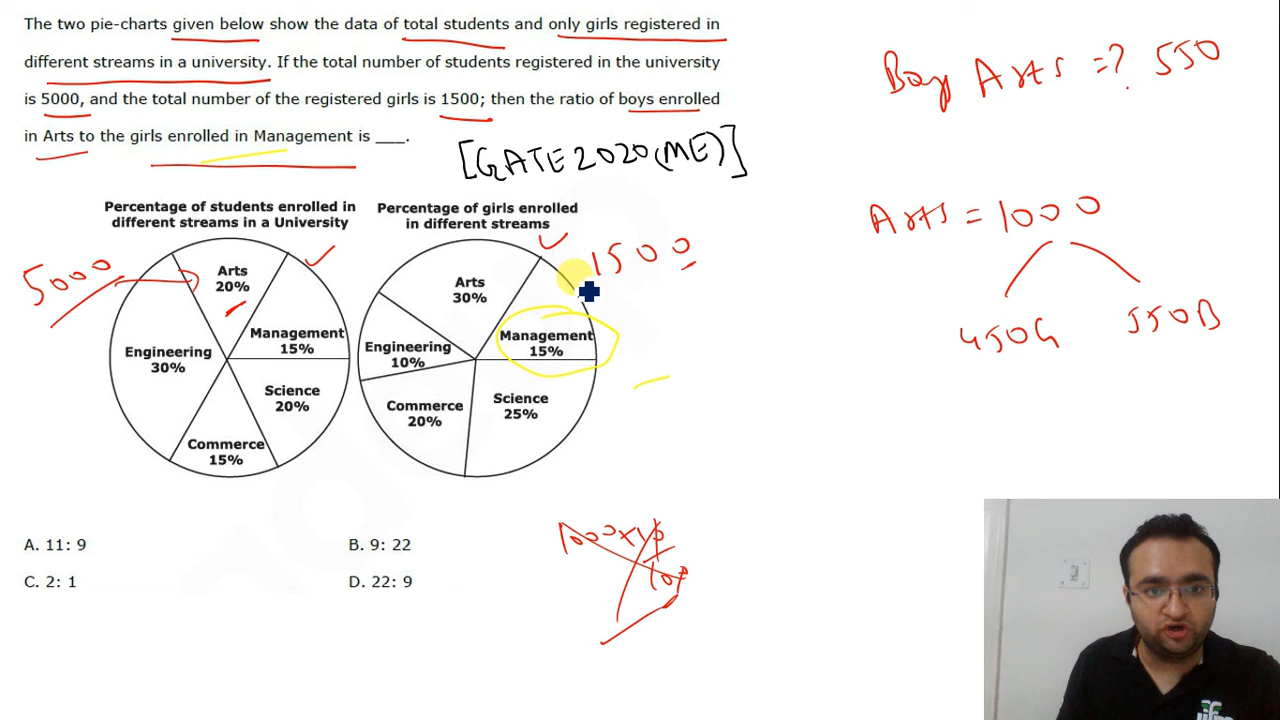 The two pie-charts given below show the data of total students and only girls registered in
different streams in a university. If the total number of students registered in the university
is 5000, and the total number of the registered girls is 1500; then the ratio of boys enrolled
in Arts to the girls enrolled in Management is ___.
[GATE 2020(ME)]
Boys Arts =? 550
Arts = 1000
450G 550B
Percentage of students enrolled in
different streams in a University
5000
Arts
20%
Management
15%
Engineering
30%
Science
20%
Commerce
15%
Percentage of girls enrolled
in different streams
1500
Arts
30%
Management
15%
Engineering
10%
Commerce
20%
Science
25%
A. 11: 9
B. 9: 22
C. 2: 1
D. 22: 9